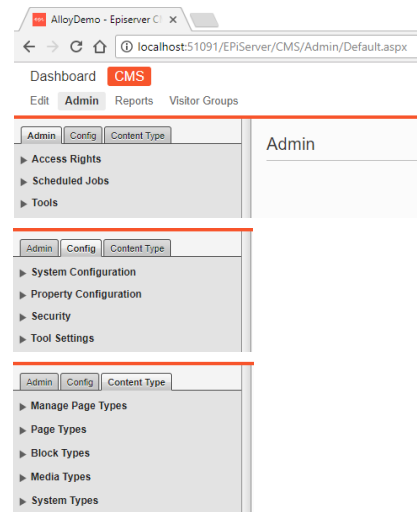 AlloyDemo - Episerver C
localhost:51091/EPiServer/CMS/Admin/Default.aspx
Dashboard CMS
Edit Admin Reports Visitor Groups
Admin Config Content Type
Admin
Access Rights
Scheduled Jobs
Tools
Admin Config Content Type
System Configuration
Property Configuration
Security
Tool Settings
Admin Config Content Type
Manage Page Types
Page Types
Block Types
Media Types
System Types